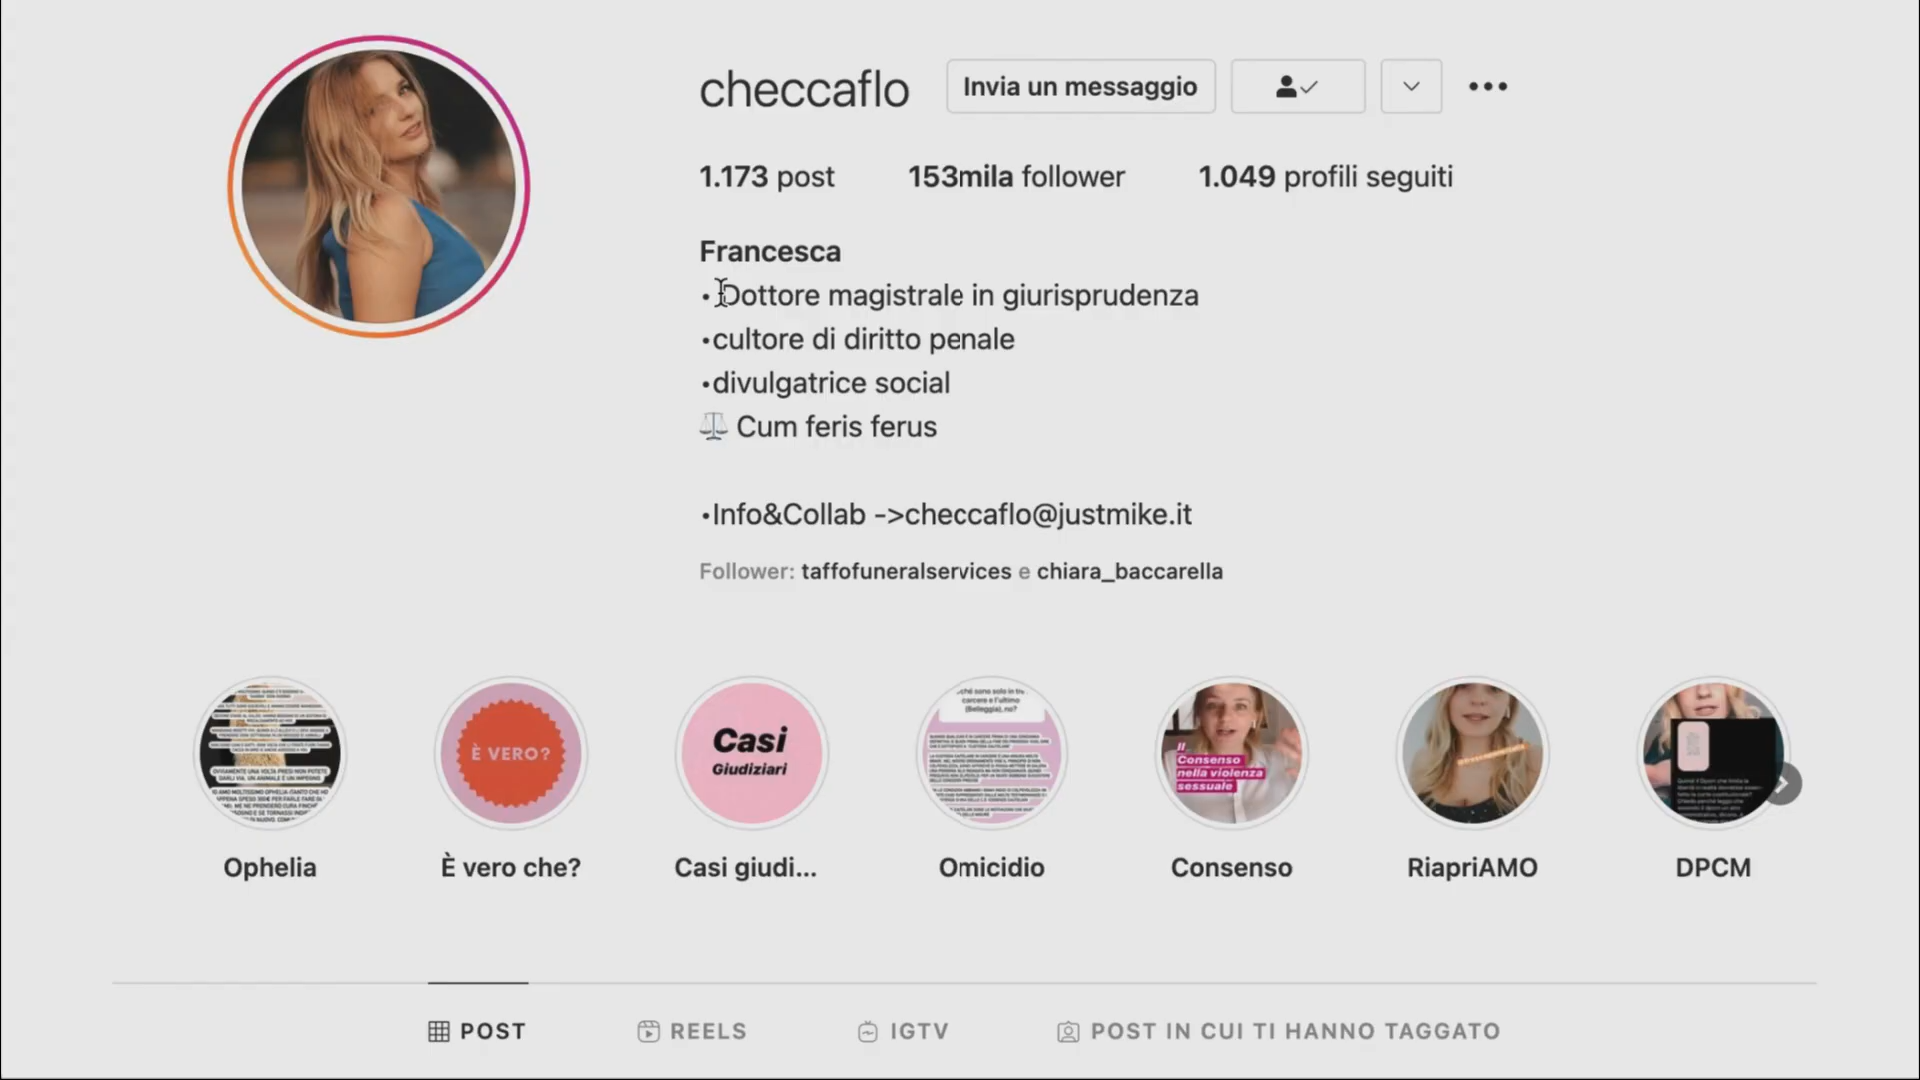 checcaflo
Invia un messaggio
1.173 post
153mila follower
1.049 profili seguiti
Francesca
• Dottore magistrale in giurisprudenza
•cultore di diritto penale
•divulgatrice social
⚖ Cum feris ferus
•Info&Collab ->checcaflo@justmike.it
Follower: taffofuneralservices e chiara_baccarella
È VERO?
Casi
Giudiziari
Il
Consenso
nella violenza
sessuale
Ophelia
È vero che?
Casi giudi...
Omicidio
Consenso
RiapriAMO
DPCM
POST
REELS
IGTV
POST IN CUI TI HANNO TAGGATO